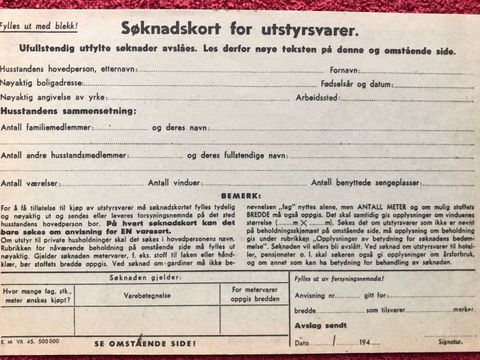 Fylles ut med blekk!
Søknadskort for utstyrsvarer.
Ufullstendig utfylte søknader avslåes. Les derfor nøye teksten på denne og omstående side.
Husstandens hovedperson, etternavn: Fornavn:
Nøyaktig boligadresse: Fødselsår og datum:
Nøyaktig angivelse av yrke: Arbeidssted:
Husstandens sammensetning:
Antall familiemedlemmer: og deres navn:
Antall andre husstandsmedlemmer: og deres fullstendige navn:
Antall værelser: Antall vinduer: Antall benyttede sengeplasser:
BEMERK:
For å få tillatelse til kjøp av utstyrsvarer må søknadskortet fylles tydelig
og nøyaktig ut og sendes eller leveres forsyningsnemnda på det sted
husstandens hovedperson bor. På hvert søknadskort kan det
bare søkes om anvisning for EN varesort.
Om utstyr til private husholdninger skal det søkes i hovedpersonens navn.
Rubrikken for nåværende beholdning på omstående side må fylles ut
nøyaktig. Gjelder søknaden metervarer, f. eks. stoff til laken eller hånd-
klær, bør stoffets bredde oppgis. Ved søknad om gardiner må ikke be-
nevnelsen „fag" nyttes alene, men ANTALL METER og om mulig stoffets
BREDDE må også oppgis. Det skal samtidig gis opplysninger om vinduenes
størrelse (........m X ........m). Søkes det om utstyrsvarer som ikke er nevnt
på beholdningsskjemaet på omstående side, må opplysninger om behold-
ningen gis under rubrikken „Opplysninger av betydning for søknadens bedøm-
melse". Søknaden vil ellers bli avslått. Ved søknad om utstyrsvarer til hotel-
ler, pensjonater o. l. skal søkeren også gi opplysninger om årsforbruk,
og om annet som kan ha betydning for behandling av søknaden.
Søknaden gjelder:
Hvor mange fag, stk.,
meter ønskes kjøpt?
Varebetegnelse
For metervarer
oppgis bredden
Fylles ut av forsyningsnemnda!
Anvisning nr. gitt for:
bredde som tilsvarer merker.
Avslag sendt
Datum: / 194
Signatur.
E. M. VII. 45. 500 000
SE OMSTÅENDE SIDE!